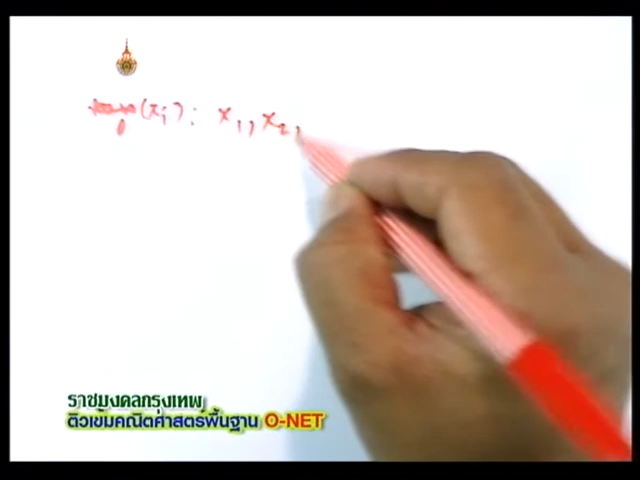 (xᵢ) : x₁, x₂,
ราชมงคลกรุงเทพ
ติวเข้มคณิตศาสตร์พื้นฐาน O-NET